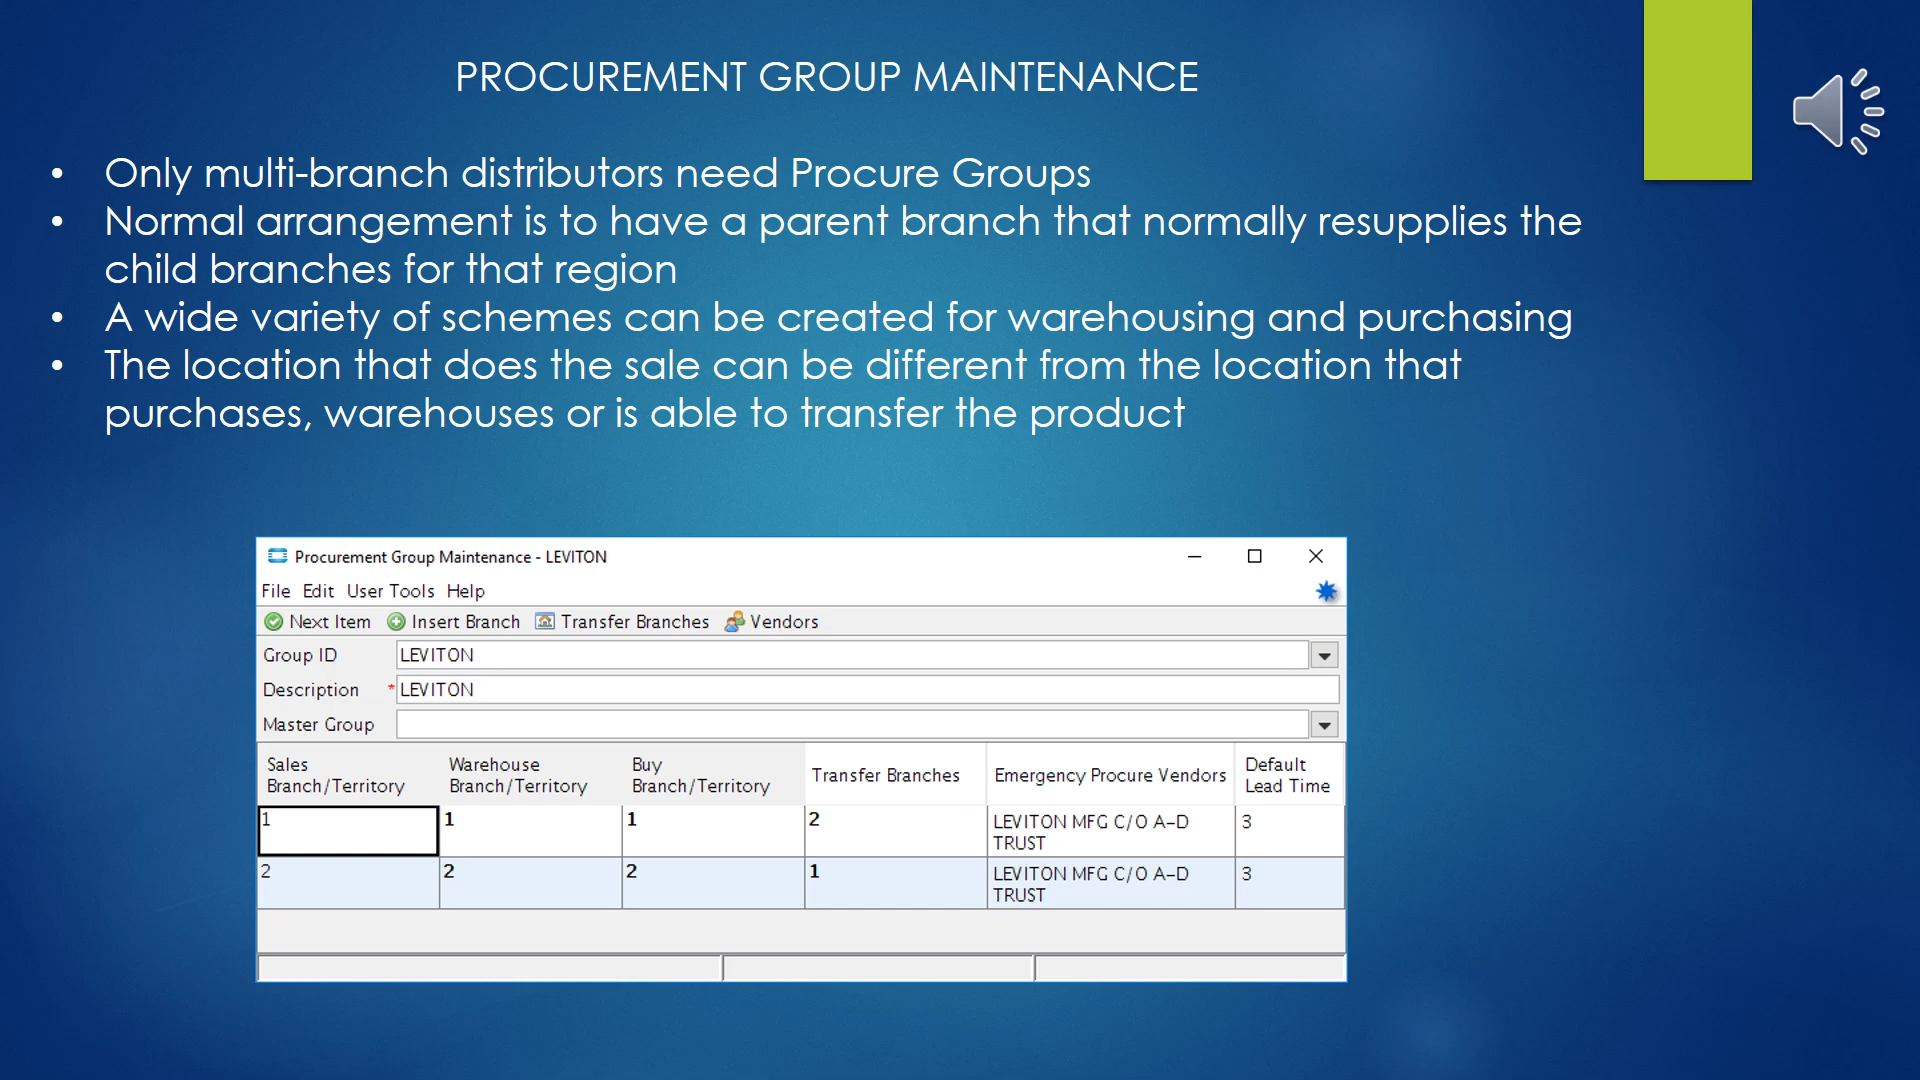 PROCUREMENT GROUP MAINTENANCE
• Only multi-branch distributors need Procure Groups
• Normal arrangement is to have a parent branch that normally resupplies the
child branches for that region
• A wide variety of schemes can be created for warehousing and purchasing
• The location that does the sale can be different from the location that
purchases, warehouses or is able to transfer the product
Procurement Group Maintenance - LEVITON
File Edit User Tools Help
Next Item Insert Branch Transfer Branches Vendors
Group ID LEVITON
Description * LEVITON
Master Group
Sales Branch/Territory Warehouse Branch/Territory Buy Branch/Territory Transfer Branches Emergency Procure Vendors Default Lead Time
1 1 1 2 LEVITON MFG C/O A-D TRUST 3
2 2 2 1 LEVITON MFG C/O A-D TRUST 3